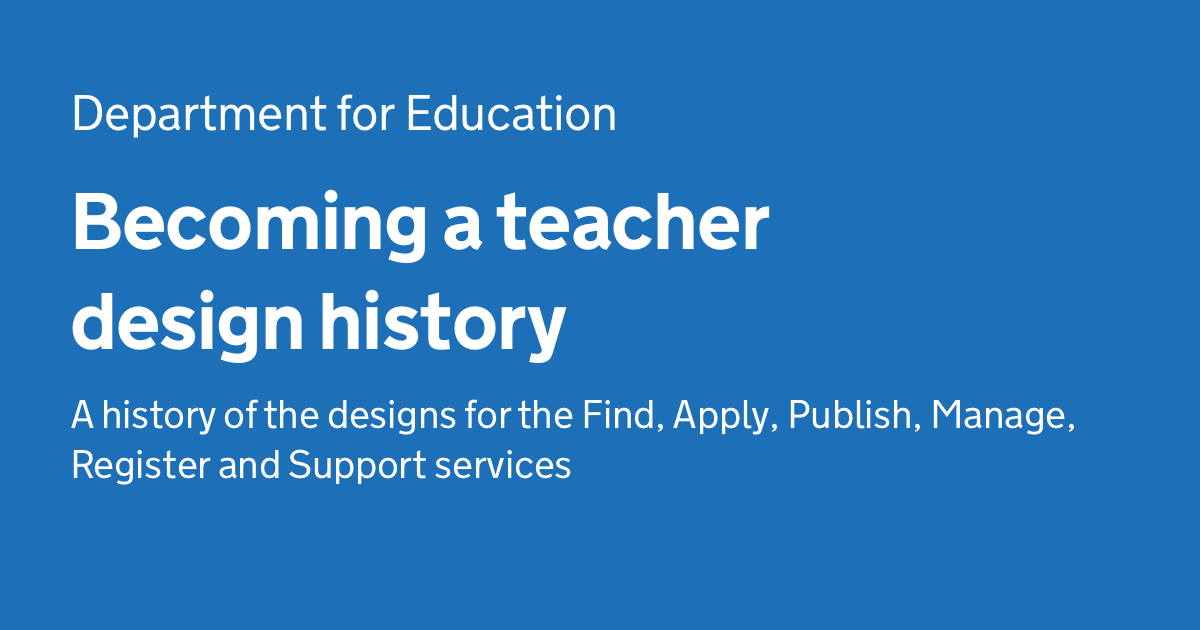 Department for Education
Becoming a teacher
design history
A history of the designs for the Find, Apply, Publish, Manage,
Register and Support services